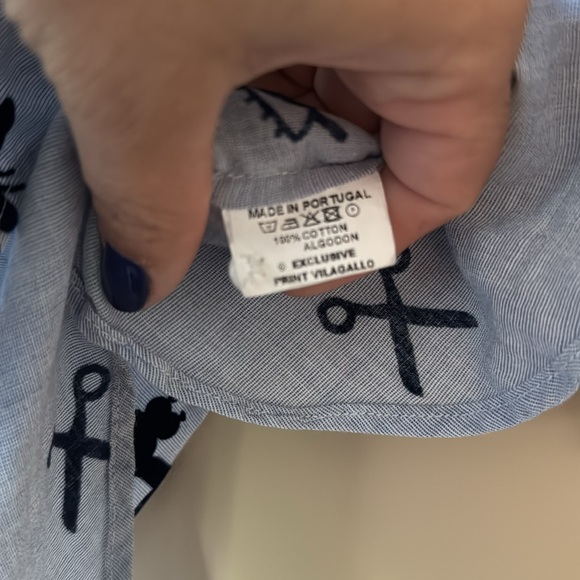 MADE IN PORTUGAL
100% COTTON
ALGODON
© EXCLUSIVE
PRINT VILAGALLO